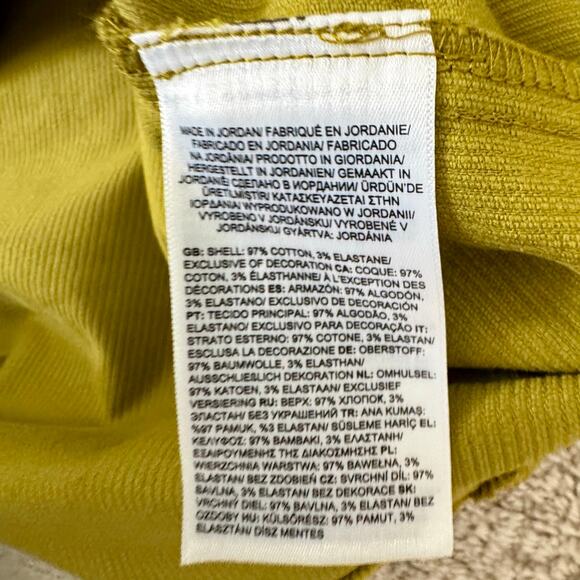 MADE IN JORDAN/ FABRIQUÉ EN JORDANIE/
FABRICADO EN JORDANIA/ FABRICADO
NA JORDÂNIA/ PRODOTTO IN GIORDANIA/
HERGESTELLT IN JORDANIEN/ GEMAAKT IN
JORDANIË/ СДЕЛАНО В ИОРДАНИИ/ ÜRDÜN'DE
ÜRETİLMİŞTİR/ ΚΑΤΑΣΚΕΥΑΖΕΤΑΙ ΣΤΗΝ
ΙΟΡΔΑΝΙΑ/ WYPRODUKOWANO W JORDANII/
VYROBENO V JORDÁNSKU/ VYROBENÉ V
JORDÁNSKU/ GYÁRTVA: JORDÁNIA
GB: SHELL: 97% COTTON, 3% ELASTANE/
EXCLUSIVE OF DECORATION CA: COQUE: 97%
COTON, 3% ÉLASTHANNE/ À L'EXCEPTION DES
DÉCORATIONS ES: ARMAZÓN: 97% ALGODÓN,
3% ELASTANO/ EXCLUSIVO DE DECORACIÓN
PT: TECIDO PRINCIPAL: 97% ALGODÃO, 3%
ELASTANO/ EXCLUSIVO PARA DECORAÇÃO IT:
STRATO ESTERNO: 97% COTONE, 3% ELASTAN/
ESCLUSA LA DECORAZIONE DE: OBERSTOFF:
97% BAUMWOLLE, 3% ELASTHAN/
AUSSCHLIESSLICH DEKORATION NL: OMHULSEL:
97% KATOEN, 3% ELASTAAN/ EXCLUSIEF
VERSIERING RU: ВЕРХ: 97% ХЛОПОК, 3%
ЭЛАСТАН/ БЕЗ УКРАШЕНИЙ TR: ANA KUMAŞ:
%97 PAMUK, %3 ELASTAN/ SÜSLEME HARİÇ EL:
ΚΕΛΥΦΟΣ: 97% ΒΑΜΒΑΚΙ, 3% ΕΛΑΣΤΑΝΗ/
ΕΞΑΙΡΟΥΜΕΝΗΣ ΤΗΣ ΔΙΑΚΟΣΜΗΣΗΣ PL:
WIERZCHNIA WARSTWA: 97% BAWEŁNA, 3%
ELASTAN/ BEZ ZDOBIEŃ CZ: SVRCHNÍ DÍL: 97%
BAVLNA, 3% ELASTAN/ BEZ DEKORACE SK:
VRCHNÝ DIEL: 97% BAVLNA, 3% ELASTAN/ BEZ
OZDOBY HU: KÜLSŐRÉSZ: 97% PAMUT, 3%
ELASZTÁN/ DÍSZ MENTES